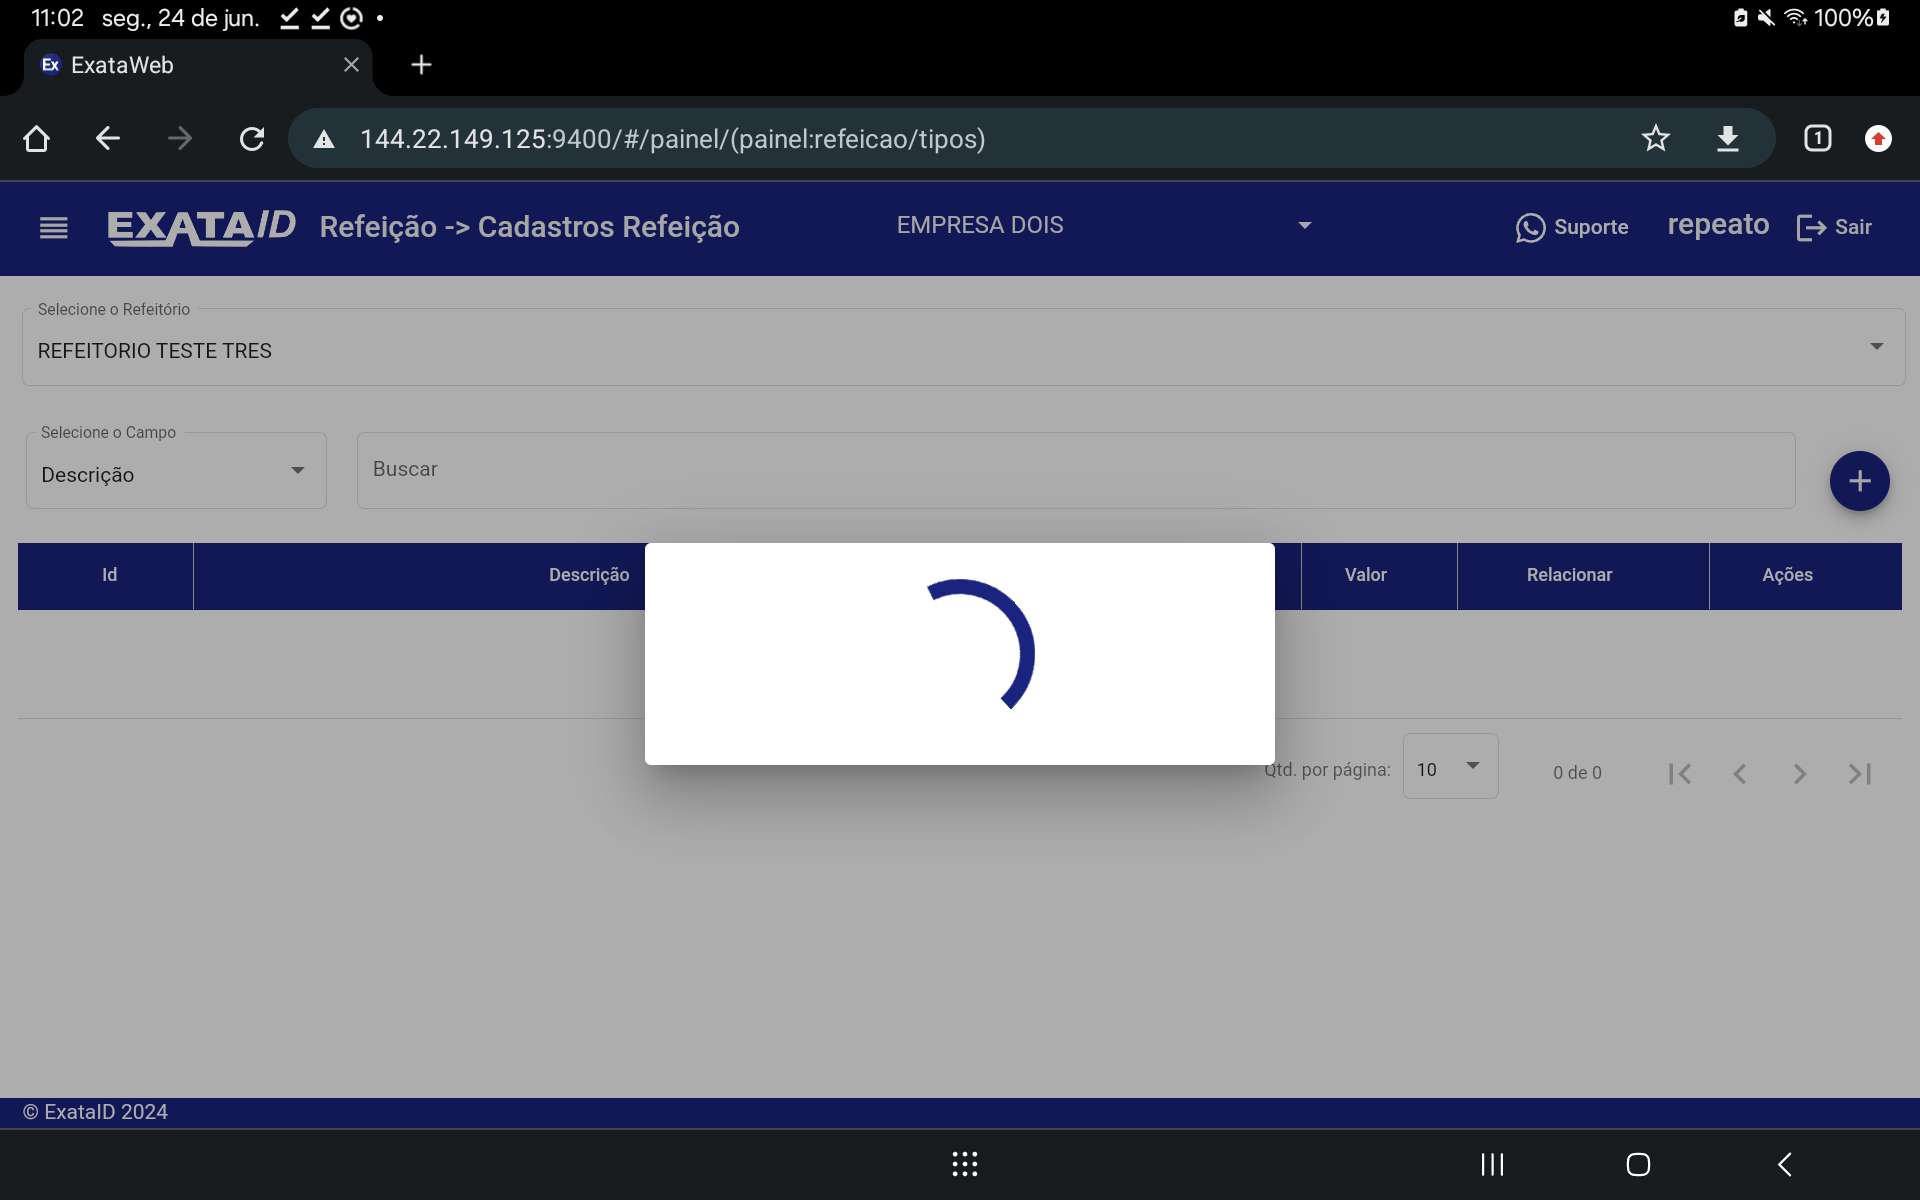 11:02 seg., 24 de jun. 100%
Ex ExataWeb
144.22.149.125:9400/#/painel/(painel:refeicao/tipos) 1
EXATAID Refeição -> Cadastros Refeição EMPRESA DOIS Suporte repeato Sair
Selecione o Refeitório
REFEITORIO TESTE TRES
Selecione o Campo
Descrição Buscar
Id Descrição Valor Relacionar Ações
Qtd. por página: 10 0 de 0
© ExataID 2024